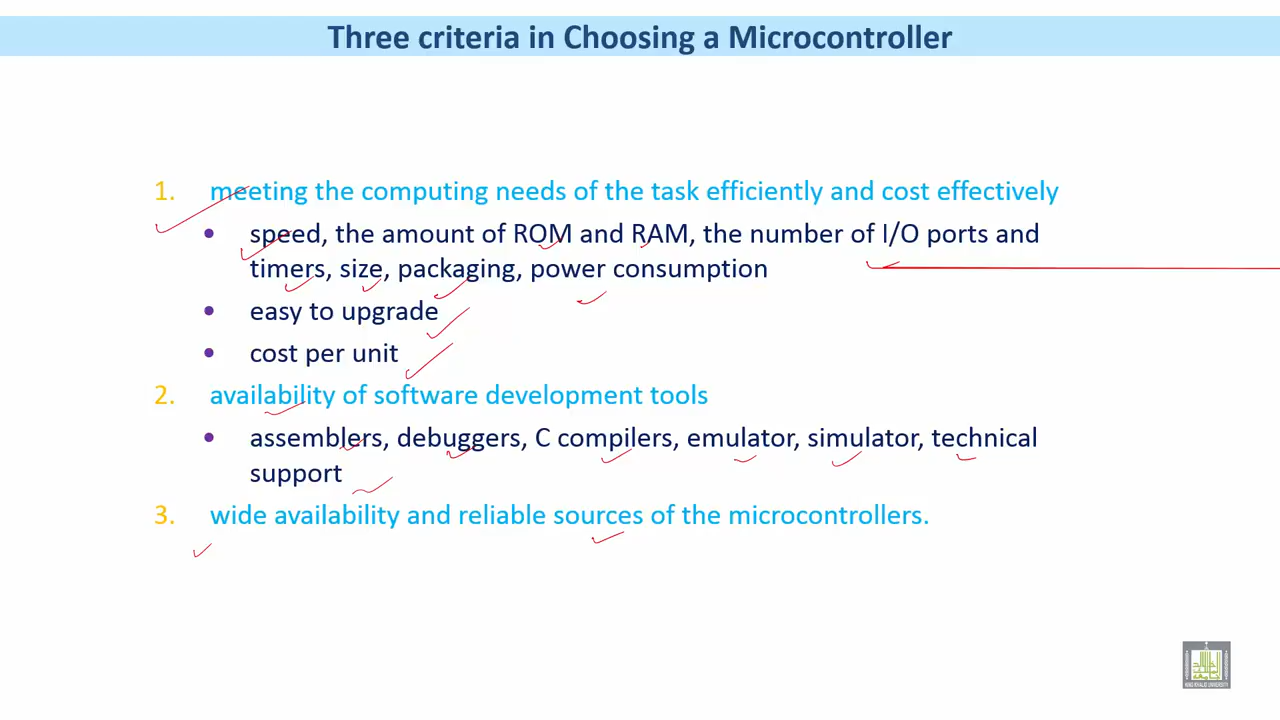 Three criteria in Choosing a Microcontroller
1. meeting the computing needs of the task efficiently and cost effectively
• speed, the amount of ROM and RAM, the number of I/O ports and
timers, size, packaging, power consumption
• easy to upgrade
• cost per unit
2. availability of software development tools
• assemblers, debuggers, C compilers, emulator, simulator, technical
support
3. wide availability and reliable sources of the microcontrollers.
KING KHALID UNIVERSITY